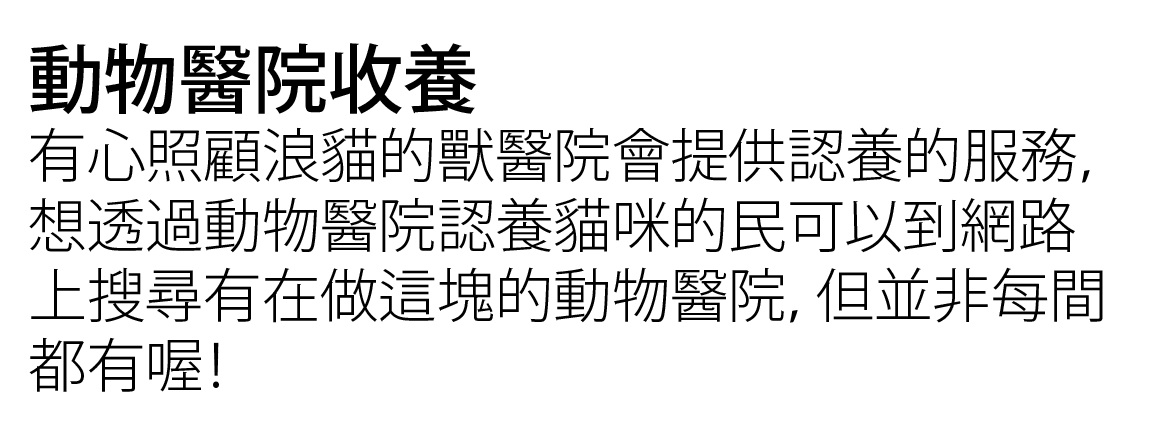 動物醫院收養
有心照顧浪貓的獸醫院會提供認養的服務,
想透過動物醫院認養貓咪的民可以到網路
上搜尋有在做這塊的動物醫院, 但並非每間
都有喔!